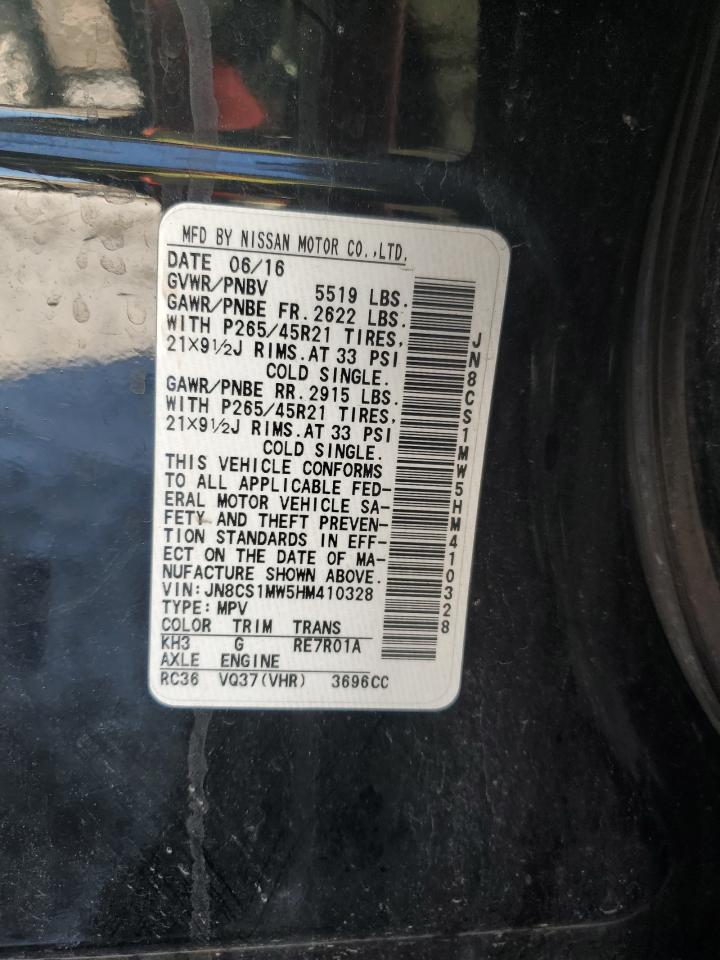 MFD BY NISSAN MOTOR CO.,LTD.
DATE 06/16
GVWR/PNBV 5519 LBS.
GAWR/PNBE FR. 2622 LBS.
WITH P265/45R21 TIRES,
21×9½J RIMS.AT 33 PSI
COLD SINGLE.
GAWR/PNBE RR. 2915 LBS.
WITH P265/45R21 TIRES,
21×9½J RIMS.AT 33 PSI
COLD SINGLE.
THIS VEHICLE CONFORMS
TO ALL APPLICABLE FED-
ERAL MOTOR VEHICLE SA-
FETY AND THEFT PREVEN-
TION STANDARDS IN EFF-
ECT ON THE DATE OF MA-
NUFACTURE SHOWN ABOVE.
VIN:JN8CS1MW5HM410328
TYPE:MPV
COLOR TRIM TRANS
KH3 G RE7R01A
AXLE ENGINE
RC36 VQ37(VHR) 3696CC
JN8CS1MW5HM410328